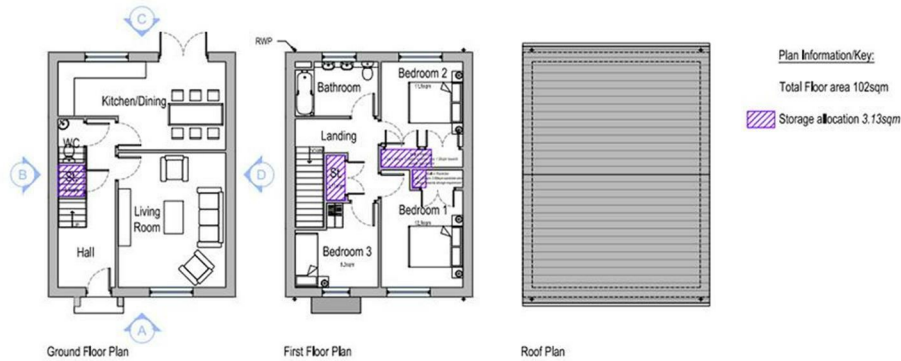 C
RWP
Plan Information/Key:
Total Floor area 102sqm
Storage allocation 3.13sqm
Kitchen/Dining
WC
St.
B
Living
Room
Hall
A
D
Bathroom
Bedroom 2
Landing
St.
Bedroom 1
Bedroom 3
Ground Floor Plan
First Floor Plan
Roof Plan